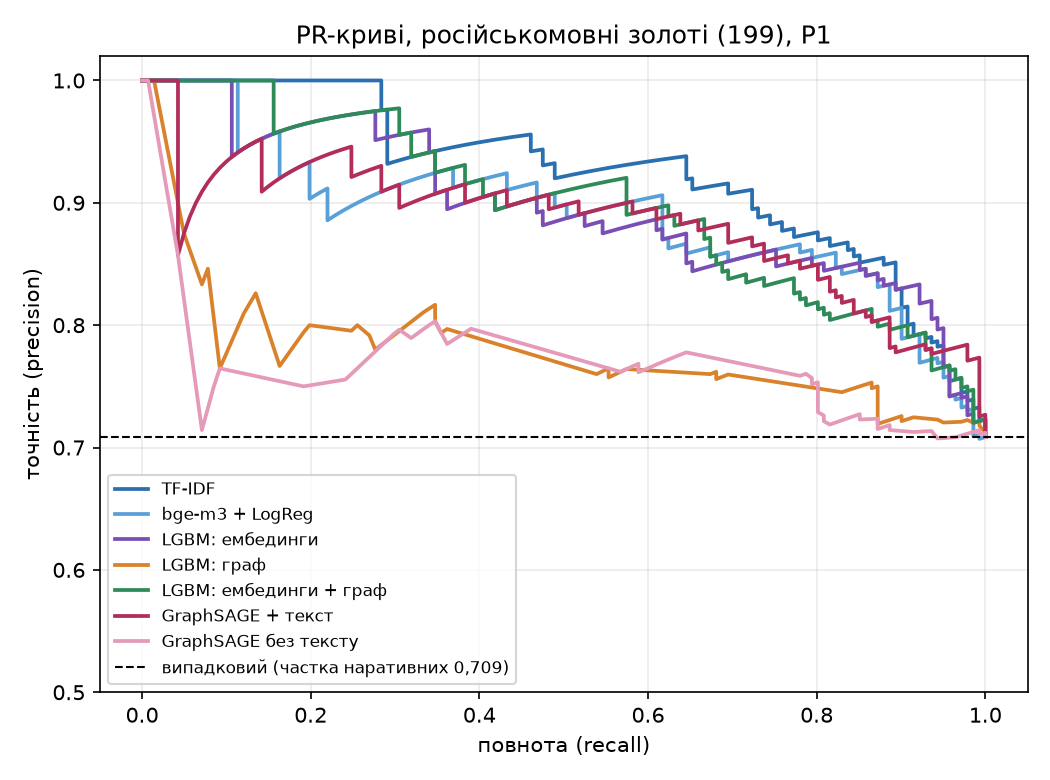 PR-криві, російськомовні золоті (199), P1
точність (precision)
1.0
0.9
0.8
0.7
0.6
0.5
TF-IDF
bge-m3 + LogReg
LGBM: ембединги
LGBM: граф
LGBM: ембединги + граф
GraphSAGE + текст
GraphSAGE без тексту
випадковий (частка наративних 0,709)
0.0 0.2 0.4 0.6 0.8 1.0
повнота (recall)